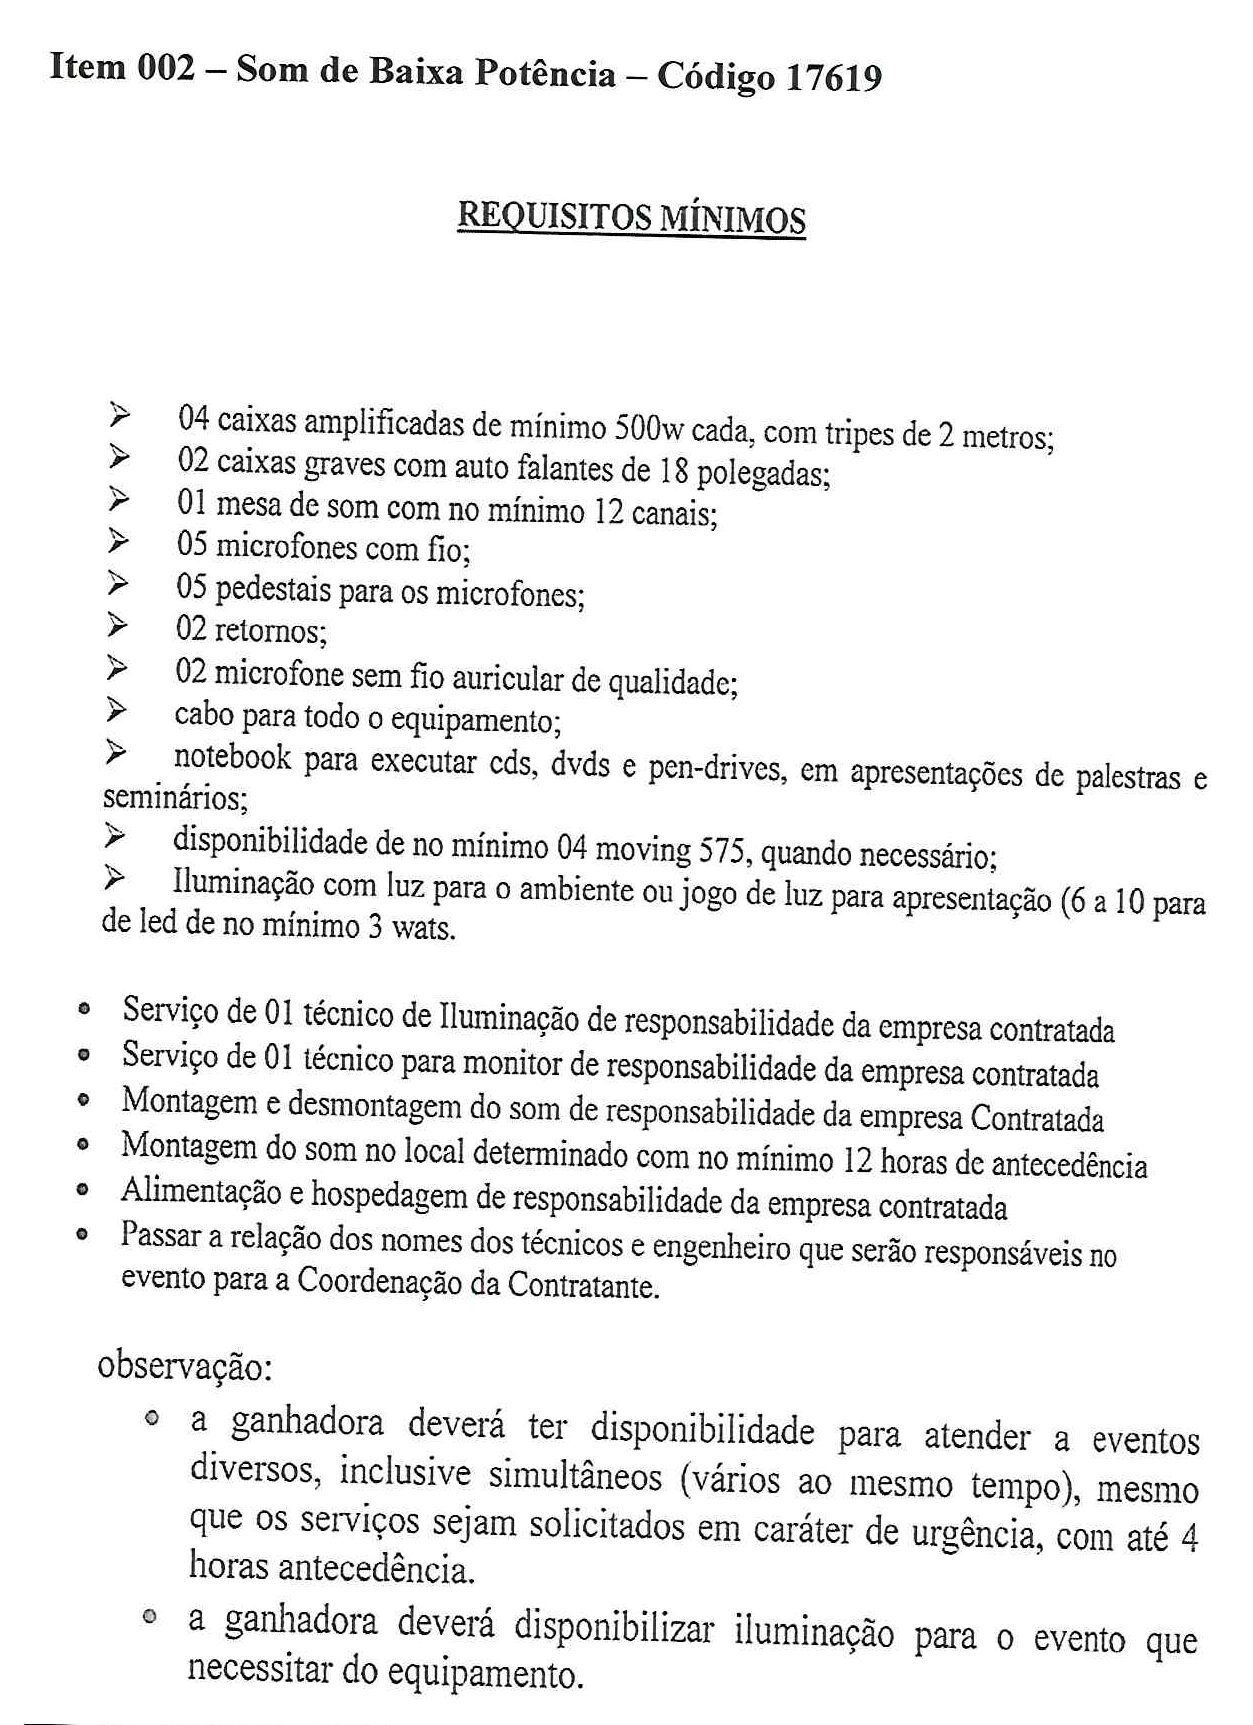 Item 002 – Som de Baixa Potência – Código 17619
REQUISITOS MÍNIMOS
➢ 04 caixas amplificadas de mínimo 500w cada, com tripes de 2 metros;
➢ 02 caixas graves com auto falantes de 18 polegadas;
➢ 01 mesa de som com no mínimo 12 canais;
➢ 05 microfones com fio;
➢ 05 pedestais para os microfones;
➢ 02 retornos;
➢ 02 microfone sem fio auricular de qualidade;
➢ cabo para todo o equipamento;
➢ notebook para executar cds, dvds e pen-drives, em apresentações de palestras e
seminários;
➢ disponibilidade de no mínimo 04 moving 575, quando necessário;
➢ Iluminação com luz para o ambiente ou jogo de luz para apresentação (6 a 10 para
de led de no mínimo 3 wats.
• Serviço de 01 técnico de Iluminação de responsabilidade da empresa contratada
• Serviço de 01 técnico para monitor de responsabilidade da empresa contratada
• Montagem e desmontagem do som de responsabilidade da empresa Contratada
• Montagem do som no local determinado com no mínimo 12 horas de antecedência
• Alimentação e hospedagem de responsabilidade da empresa contratada
• Passar a relação dos nomes dos técnicos e engenheiro que serão responsáveis no
evento para a Coordenação da Contratante.
observação:
• a ganhadora deverá ter disponibilidade para atender a eventos
diversos, inclusive simultâneos (vários ao mesmo tempo), mesmo
que os serviços sejam solicitados em caráter de urgência, com até 4
horas antecedência.
• a ganhadora deverá disponibilizar iluminação para o evento que
necessitar do equipamento.